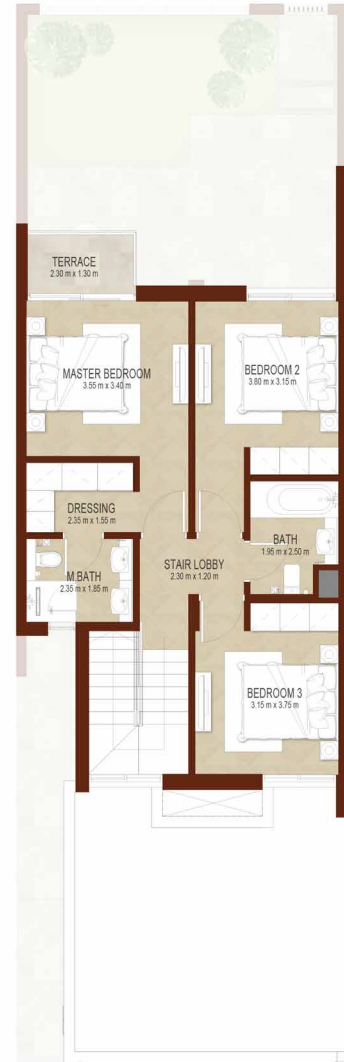 TERRACE
2.30 m x 1.30 m
MASTER BEDROOM
3.55 m x 3.40 m
BEDROOM 2
3.80 m x 3.15 m
DRESSING
2.35 m x 1.55 m
BATH
1.95 m x 2.50 m
M.BATH
2.35 m x 1.85 m
STAIR LOBBY
2.30 m x 1.20 m
BEDROOM 3
3.15 m x 3.75 m